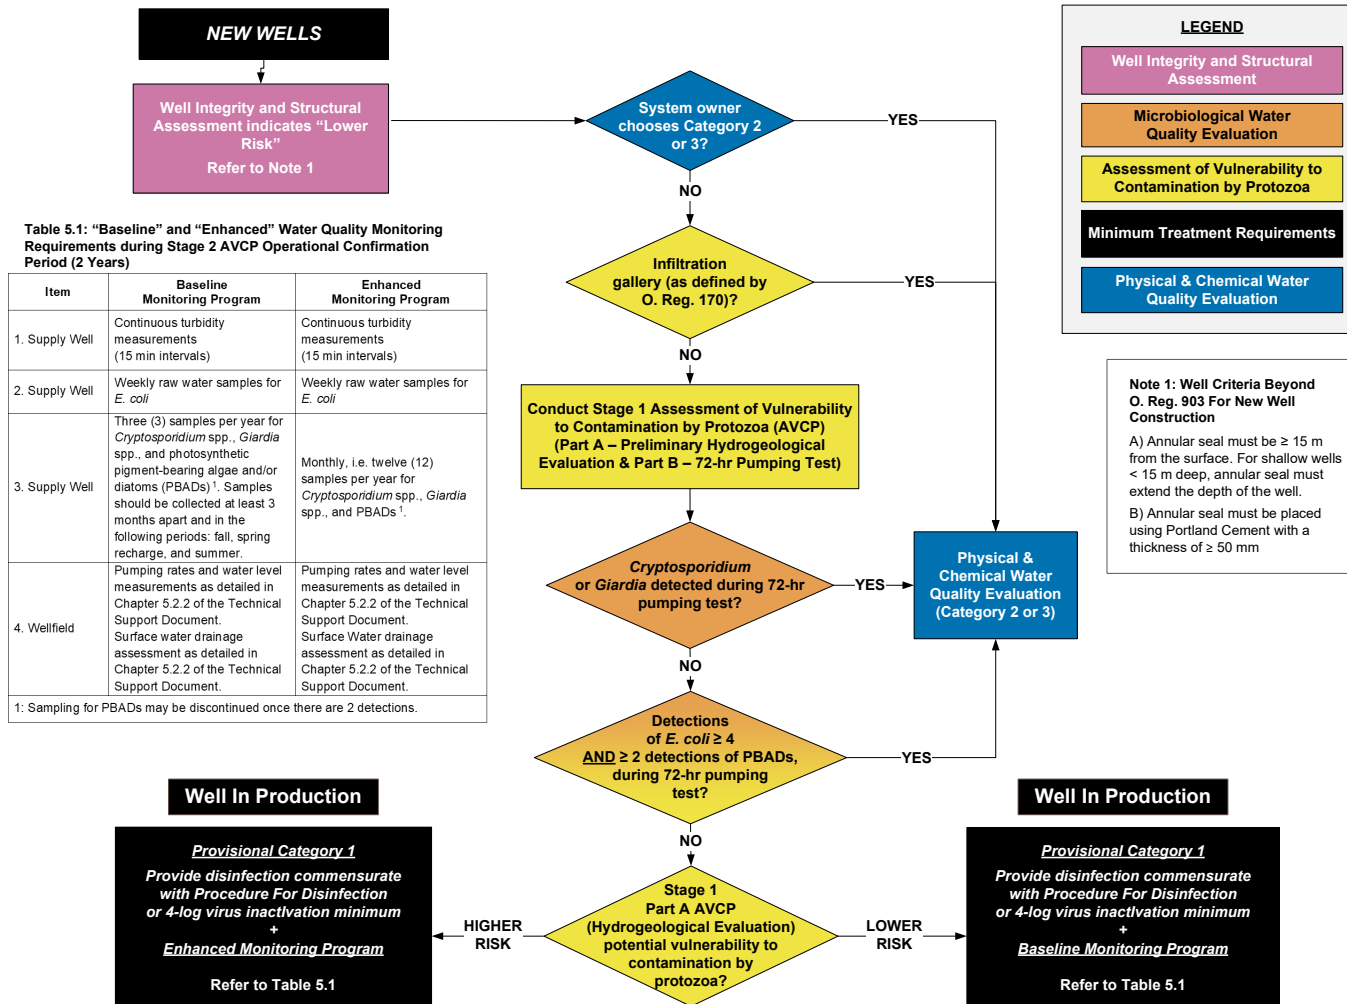 NEW WELLS
Well Integrity and Structural
Assessment indicates “Lower
Risk”
Refer to Note 1
System owner
chooses Category 2
or 3?
YES
NO
Infiltration
gallery (as defined by
O. Reg. 170)?
YES
NO
Conduct Stage 1 Assessment of Vulnerability
to Contamination by Protozoa (AVCP)
(Part A – Preliminary Hydrogeological
Evaluation & Part B – 72-hr Pumping Test)
Cryptosporidium
or Giardia detected during 72-hr
pumping test?
YES
NO
Physical &
Chemical Water
Quality Evaluation
(Category 2 or 3)
Detections
of E. coli ≥ 4
AND ≥ 2 detections of PBADs,
during 72-hr pumping
test?
YES
NO
Stage 1
Part A AVCP
(Hydrogeological Evaluation)
potential vulnerability to
contamination by
protozoa?
HIGHER
RISK
LOWER
RISK
Well In Production
Provisional Category 1
Provide disinfection commensurate
with Procedure For Disinfection
or 4-log virus inactIvation minimum
+
Enhanced Monitoring Program
Refer to Table 5.1
Well In Production
Provisional Category 1
Provide disinfection commensurate
with Procedure For Disinfection
or 4-log virus inactIvation minimum
+
Baseline Monitoring Program
Refer to Table 5.1
Table 5.1: “Baseline” and “Enhanced” Water Quality Monitoring
Requirements during Stage 2 AVCP Operational Confirmation
Period (2 Years)
Item
Baseline
Monitoring Program
Enhanced
Monitoring Program
1. Supply Well
Continuous turbidity
measurements
(15 min intervals)
Continuous turbidity
measurements
(15 min intervals)
2. Supply Well
Weekly raw water samples for
E. coli
Weekly raw water samples for
E. coli
3. Supply Well
Three (3) samples per year for
Cryptosporidium spp., Giardia
spp., and photosynthetic
pigment-bearing algae and/or
diatoms (PBADs) 1. Samples
should be collected at least 3
months apart and in the
following periods: fall, spring
recharge, and summer.
Monthly, i.e. twelve (12)
samples per year for
Cryptosporidium spp., Giardia
spp., and PBADs 1.
4. Wellfield
Pumping rates and water level
measurements as detailed in
Chapter 5.2.2 of the Technical
Support Document.
Surface water drainage
assessment as detailed in
Chapter 5.2.2 of the Technical
Support Document.
Pumping rates and water level
measurements as detailed in
Chapter 5.2.2 of the Technical
Support Document.
Surface Water drainage
assessment as detailed in
Chapter 5.2.2 of the Technical
Support Document.
1: Sampling for PBADs may be discontinued once there are 2 detections.
LEGEND
Well Integrity and Structural
Assessment
Microbiological Water
Quality Evaluation
Assessment of Vulnerability to
Contamination by Protozoa
Minimum Treatment Requirements
Physical & Chemical Water
Quality Evaluation
Note 1: Well Criteria Beyond
O. Reg. 903 For New Well
Construction
A) Annular seal must be ≥ 15 m
from the surface. For shallow wells
< 15 m deep, annular seal must
extend the depth of the well.
B) Annular seal must be placed
using Portland Cement with a
thickness of ≥ 50 mm